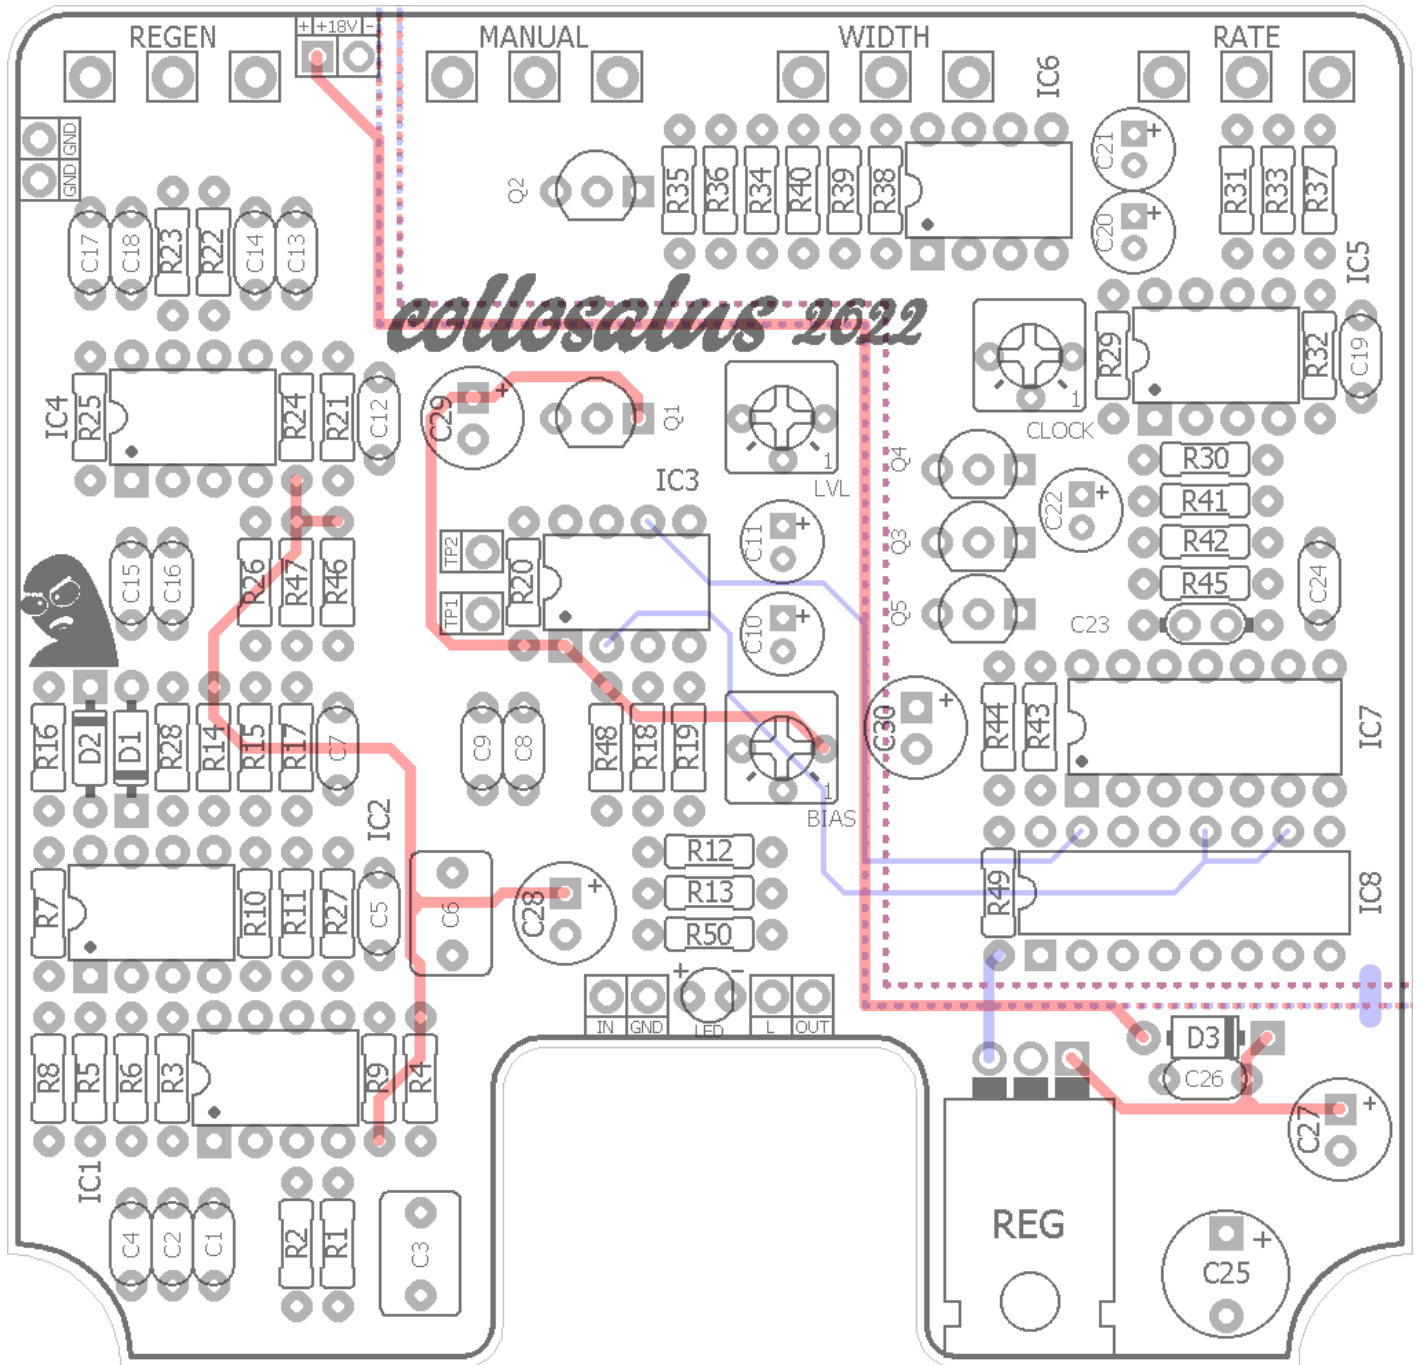 + +18V -
REGEN MANUAL WIDTH RATE
IC6
GND
GND
Q2 R35 R36 R34 R40 R39 R38 C21 + R31 R33 R37
C20 +
C17 C18 R23 R22 C14 C13
IC5
collosalus 2622
R29 R32 C19
IC4 R25 R24 R21 C12 C29 + Q1 1 LVL
1 CLOCK
IC3
Q4 R30
C22 + R41
TP2 R20 C11 + Q3 R42
C15 C16 R26 R47 R46 R45 C24
TP1 C10 + Q5 C23
R16 D2 D1 R28 R14 R15 R17 C7 C9 C8 R48 R18 R19 C30 + R44 R43 IC7
1 BIAS
IC2
R12
R7 R10 R11 R27 C5 C6 C28 + R13 R49 IC8
R50
+ -
IN GND LED L OUT
D3
R8 R5 R6 R3 R9 R4 C26
C27 +
IC1
C4 C2 C1 R2 R1 C3 REG C25 +